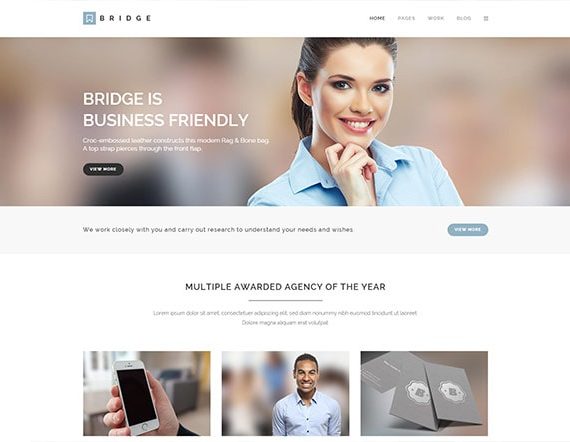 BRIDGE
HOME PAGES WORK BLOG
BRIDGE IS
BUSINESS FRIENDLY
Croc-embossed leather constructs this modern Rag & Bone bag.
A top strap pierces through the front flap.
VIEW MORE
We work closely with you and carry out research to understand your needs and wishes
VIEW MORE
MULTIPLE AWARDED AGENCY OF THE YEAR
Lorem ipsum dolor sit amet, consectetuer adipiscing elit, sed diam nonummy nibh euismod tincidunt ut laoreet
Dolore magna aliquam erat volutpat